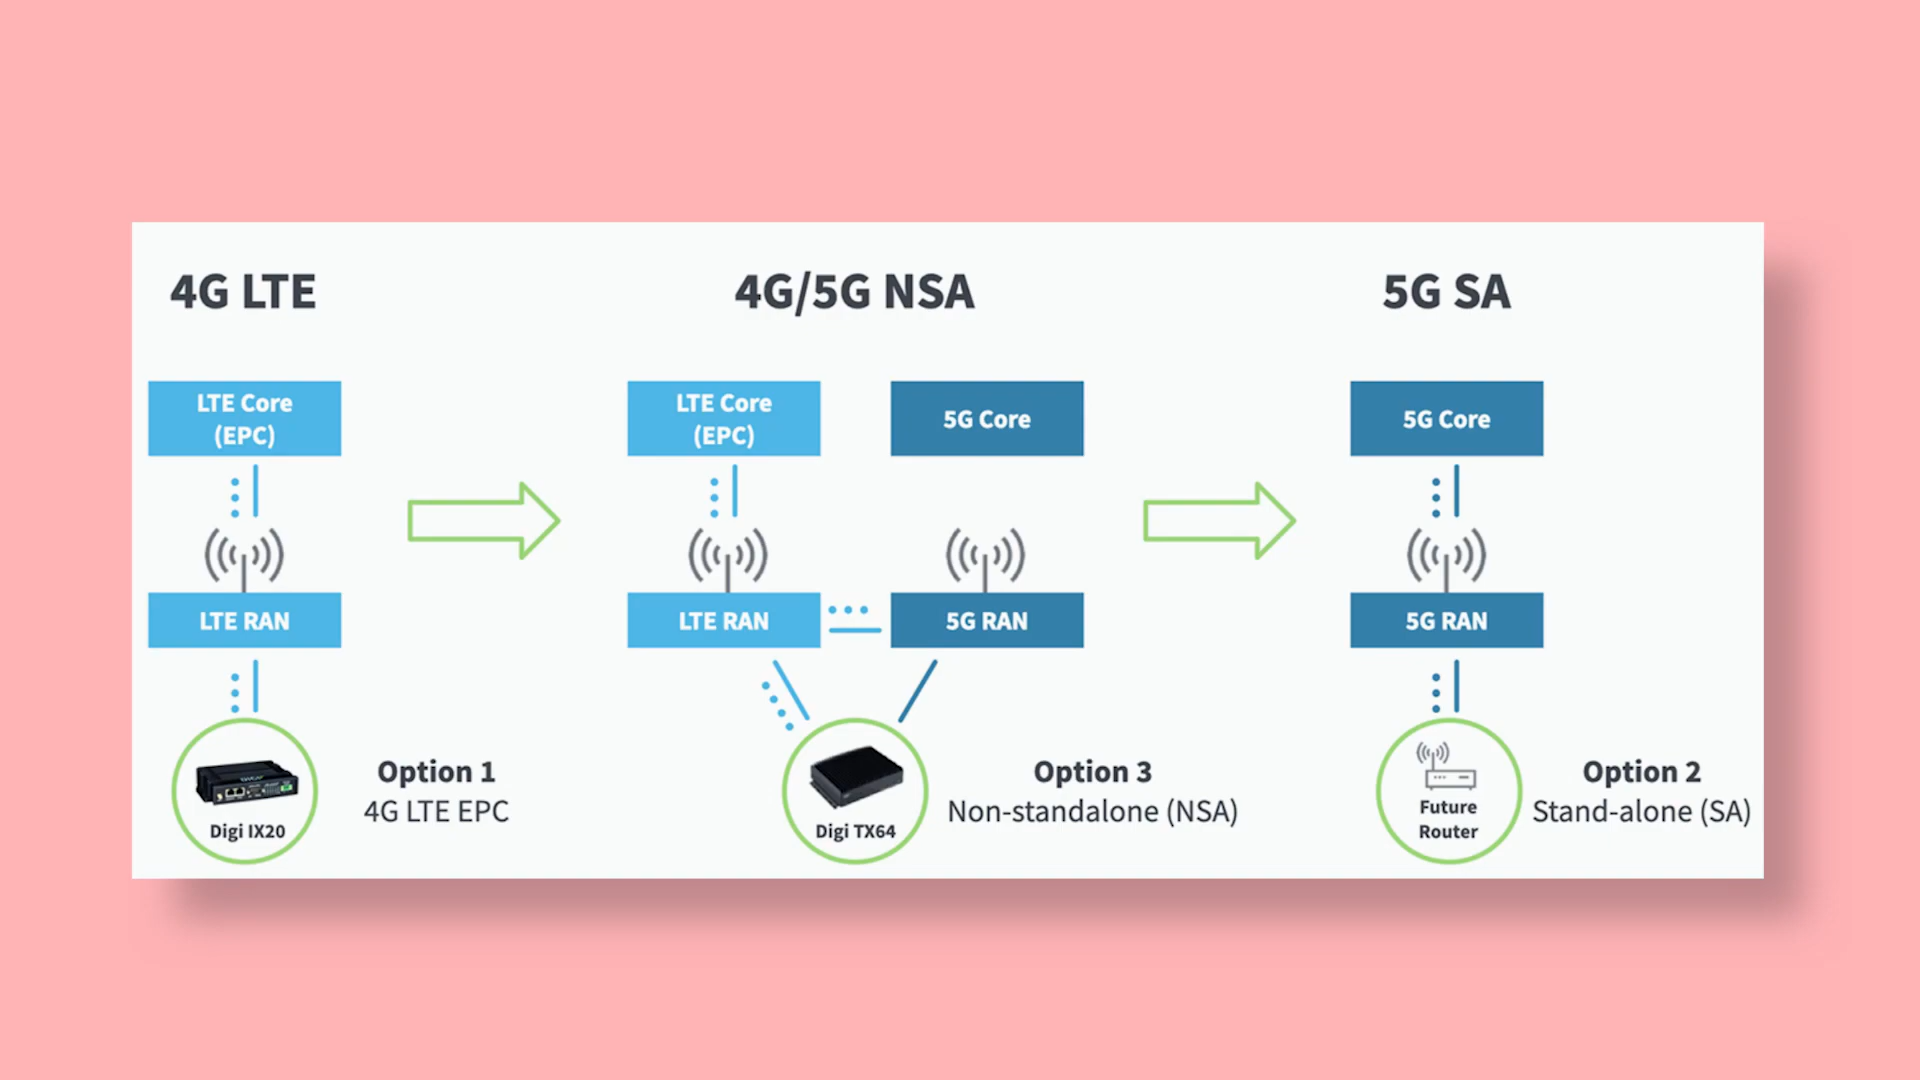 4G LTE
4G/5G NSA
5G SA
LTE Core
(EPC)
LTE Core
(EPC)
5G Core
5G Core
LTE RAN
LTE RAN
5G RAN
5G RAN
Digi IX20
Option 1
4G LTE EPC
Digi TX64
Option 3
Non-standalone (NSA)
Future
Router
Option 2
Stand-alone (SA)